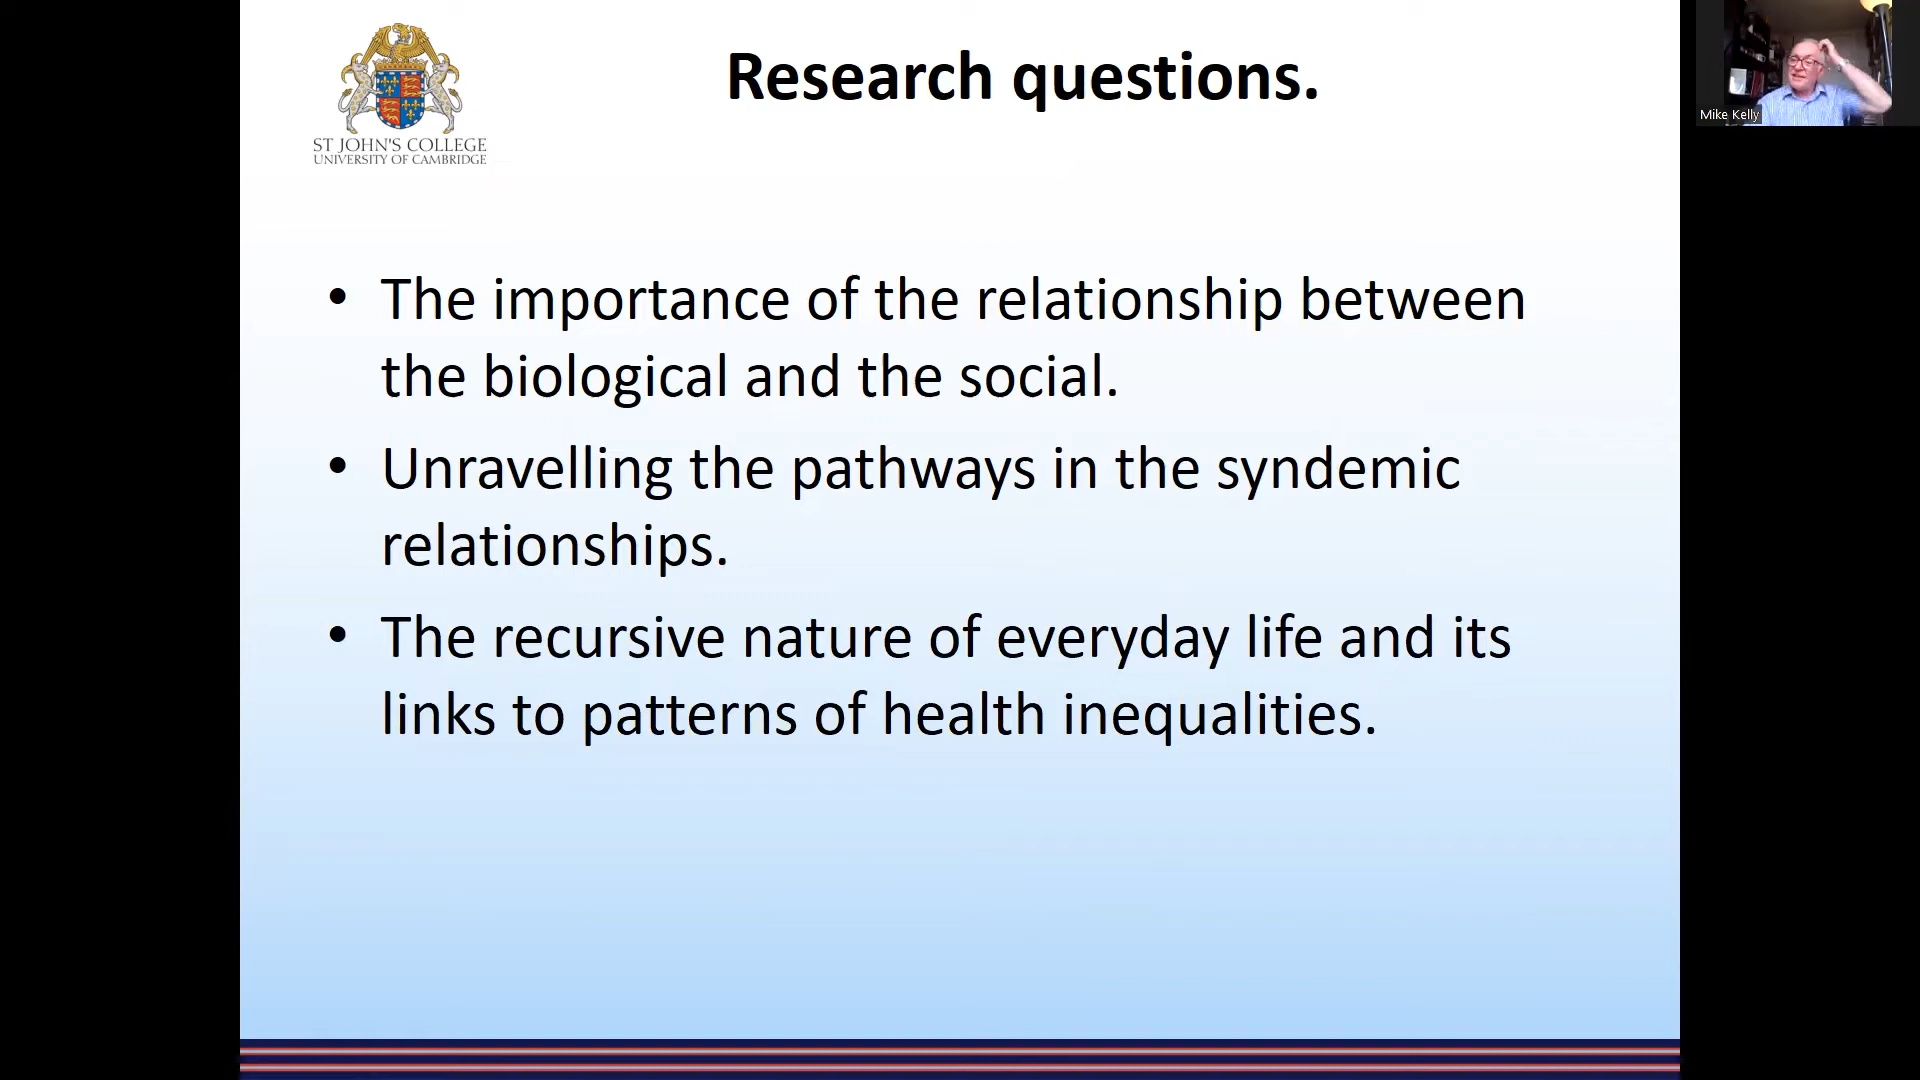 ST JOHN'S COLLEGE
UNIVERSITY OF CAMBRIDGE
Research questions.
Mike Kelly
• The importance of the relationship between
the biological and the social.
• Unravelling the pathways in the syndemic
relationships.
• The recursive nature of everyday life and its
links to patterns of health inequalities.